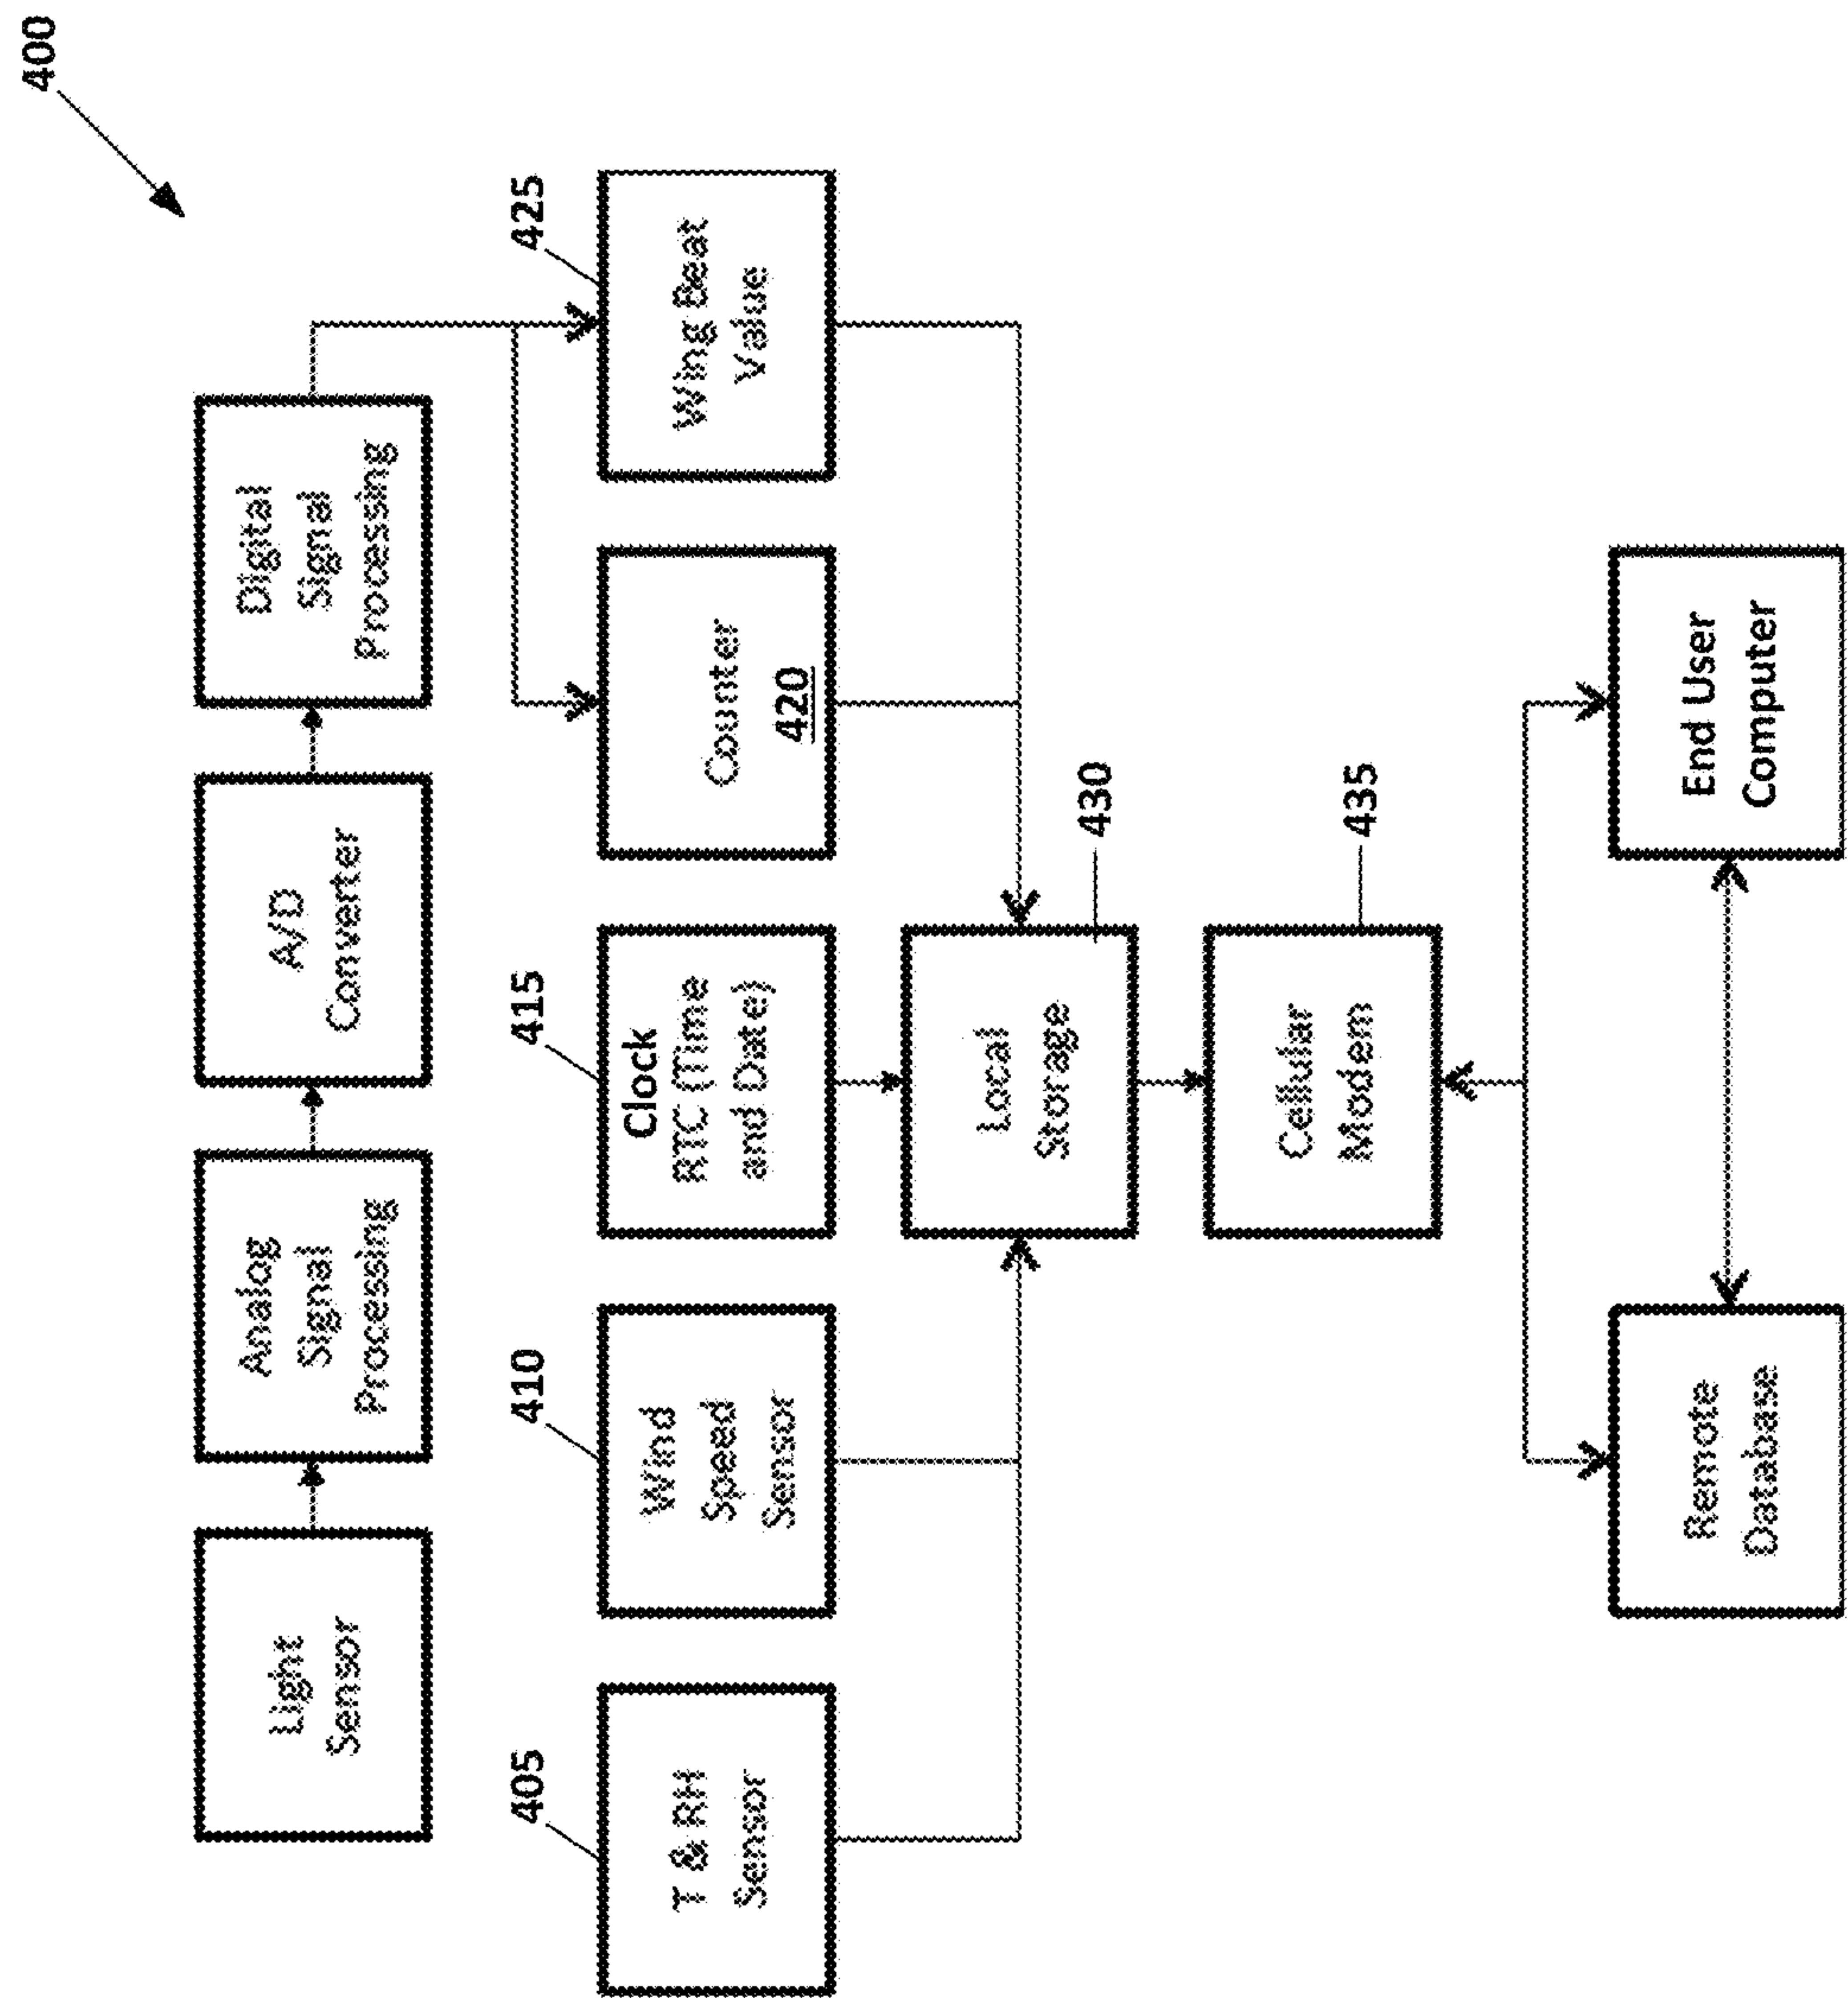 400
Light
Sensor
Analog
Signal
Processing
A/D
Converter
Digital
Signal
Processing
405
T & RH
Sensor
410
Wind
Speed
Sensor
415
Clock
RTC (Time
and Date)
Counter
420
425
Wing Beat
Value
Local
Storage
430
Cellular
Modem
435
Remote
Database
End User
Computer